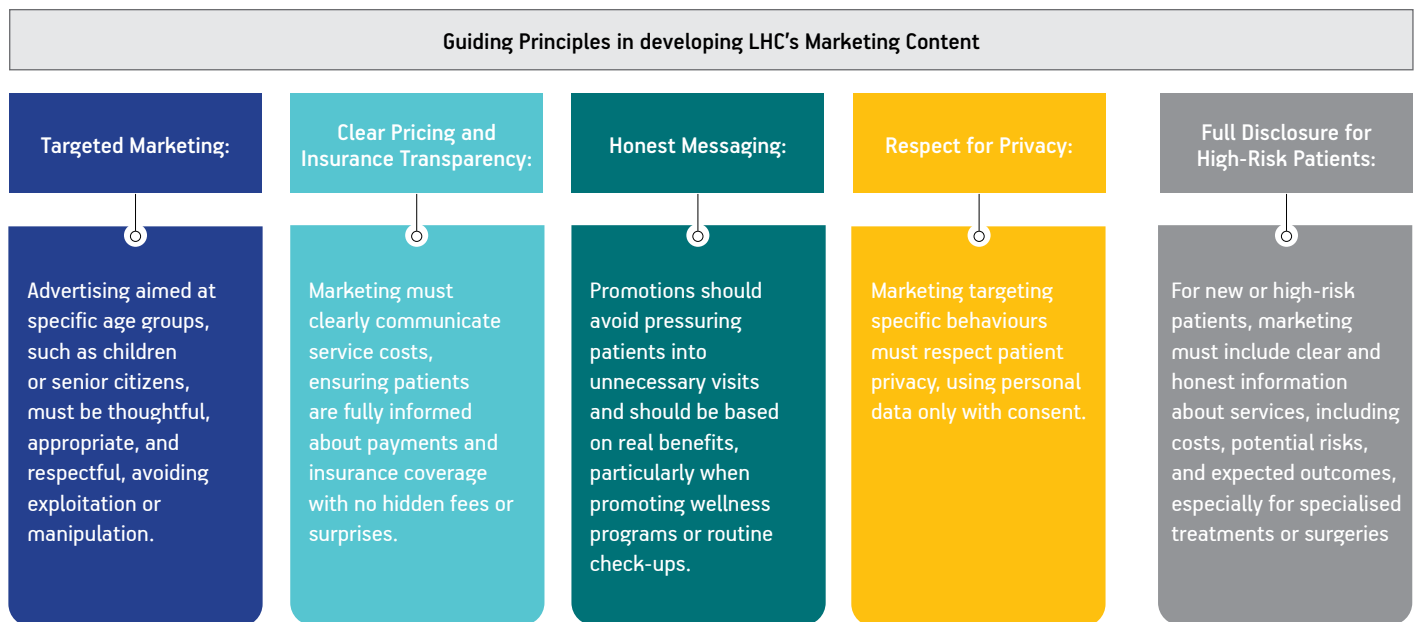 Guiding Principles in developing LHC's Marketing Content
Targeted Marketing:
Advertising aimed at
specific age groups,
such as children
or senior citizens,
must be thoughtful,
appropriate, and
respectful, avoiding
exploitation or
manipulation.
Clear Pricing and
Insurance Transparency:
Marketing must
clearly communicate
service costs,
ensuring patients
are fully informed
about payments and
insurance coverage
with no hidden fees or
surprises.
Honest Messaging:
Promotions should
avoid pressuring
patients into
unnecessary visits
and should be based
on real benefits,
particularly when
promoting wellness
programs or routine
check-ups.
Respect for Privacy:
Marketing targeting
specific behaviours
must respect patient
privacy, using personal
data only with consent.
Full Disclosure for
High-Risk Patients:
For new or high-risk
patients, marketing
must include clear and
honest information
about services, including
costs, potential risks,
and expected outcomes,
especially for specialised
treatments or surgeries